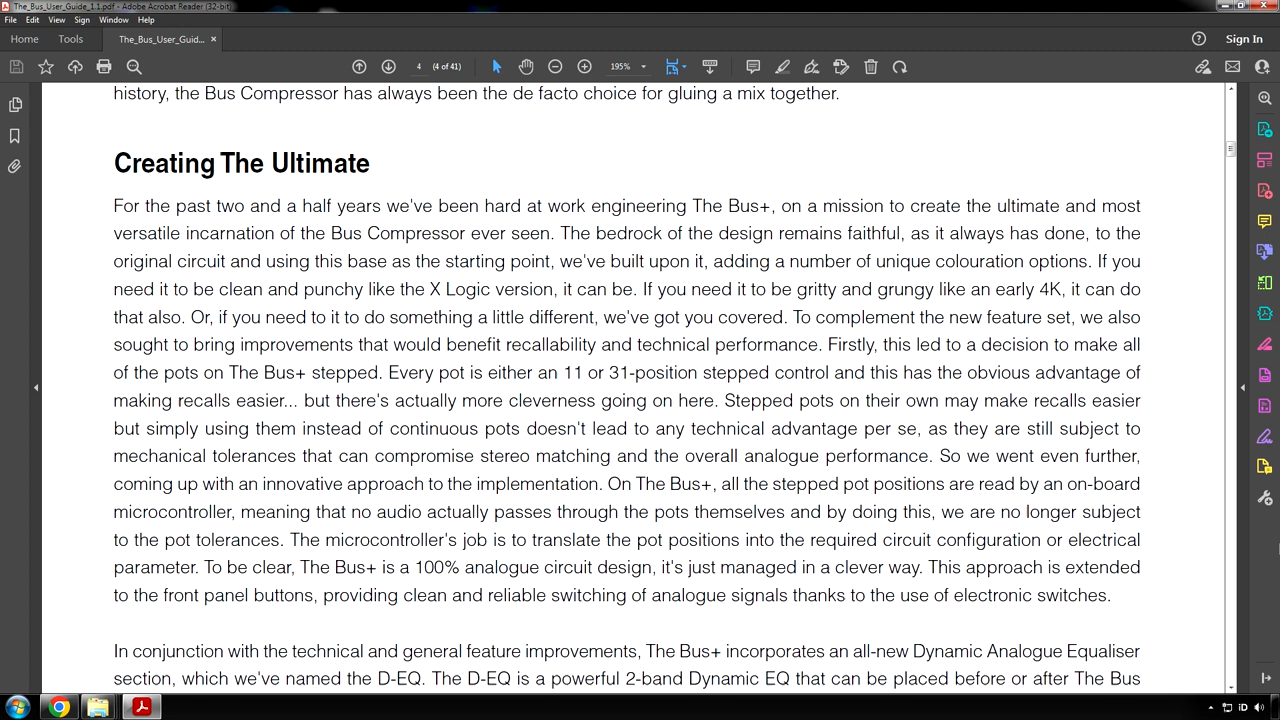 The_Bus_User_Guide_1.1.pdf - Adobe Acrobat Reader (32-bit)
File Edit View Sign Window Help
Home Tools The_Bus_User_Guid... × Sign In
4 (4 of 41) 195%
history, the Bus Compressor has always been the de facto choice for gluing a mix together.
Creating The Ultimate
For the past two and a half years we've been hard at work engineering The Bus+, on a mission to create the ultimate and most
versatile incarnation of the Bus Compressor ever seen. The bedrock of the design remains faithful, as it always has done, to the
original circuit and using this base as the starting point, we've built upon it, adding a number of unique colouration options. If you
need it to be clean and punchy like the X Logic version, it can be. If you need it to be gritty and grungy like an early 4K, it can do
that also. Or, if you need to it to do something a little different, we've got you covered. To complement the new feature set, we also
sought to bring improvements that would benefit recallability and technical performance. Firstly, this led to a decision to make all
of the pots on The Bus+ stepped. Every pot is either an 11 or 31-position stepped control and this has the obvious advantage of
making recalls easier... but there's actually more cleverness going on here. Stepped pots on their own may make recalls easier
but simply using them instead of continuous pots doesn't lead to any technical advantage per se, as they are still subject to
mechanical tolerances that can compromise stereo matching and the overall analogue performance. So we went even further,
coming up with an innovative approach to the implementation. On The Bus+, all the stepped pot positions are read by an on-board
microcontroller, meaning that no audio actually passes through the pots themselves and by doing this, we are no longer subject
to the pot tolerances. The microcontroller's job is to translate the pot positions into the required circuit configuration or electrical
parameter. To be clear, The Bus+ is a 100% analogue circuit design, it's just managed in a clever way. This approach is extended
to the front panel buttons, providing clean and reliable switching of analogue signals thanks to the use of electronic switches.
In conjunction with the technical and general feature improvements, The Bus+ incorporates an all-new Dynamic Analogue Equaliser
section, which we've named the D-EQ. The D-EQ is a powerful 2-band Dynamic EQ that can be placed before or after The Bus
iD